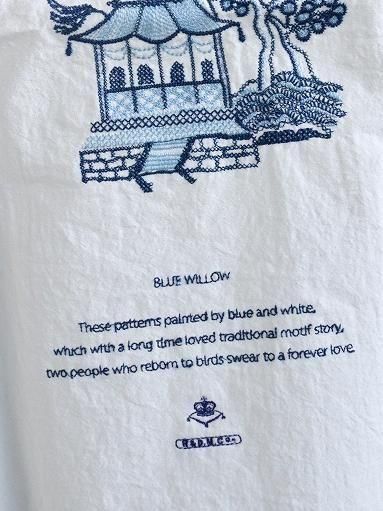 BLUE WILLOW
These patterns painted by blue and white,
which with a long time loved traditional motif story,
two people who reborn to birds swear to a forever love
R&D.M.Co-